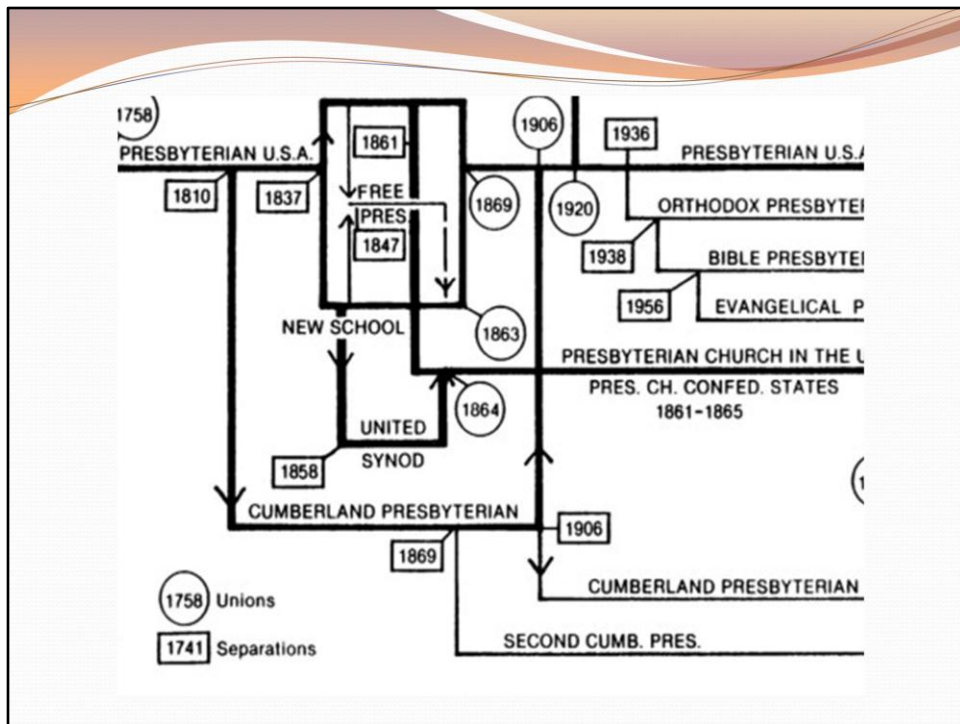 1758
1906
1861
1936
PRESBYTERIAN U.S.A.
PRESBYTERIAN U.S.A
1810
1837
FREE
PRES.
1847
1869
1920
ORTHODOX PRESBYTER
1938
BIBLE PRESBYTE
1956
EVANGELICAL P
NEW SCHOOL
1863
PRESBYTERIAN CHURCH IN THE U
PRES. CH. CONFED. STATES
1861-1865
1864
UNITED
SYNOD
1858
CUMBERLAND PRESBYTERIAN
1906
1869
CUMBERLAND PRESBYTERIAN
1758 Unions
1741 Separations
SECOND CUMB. PRES.